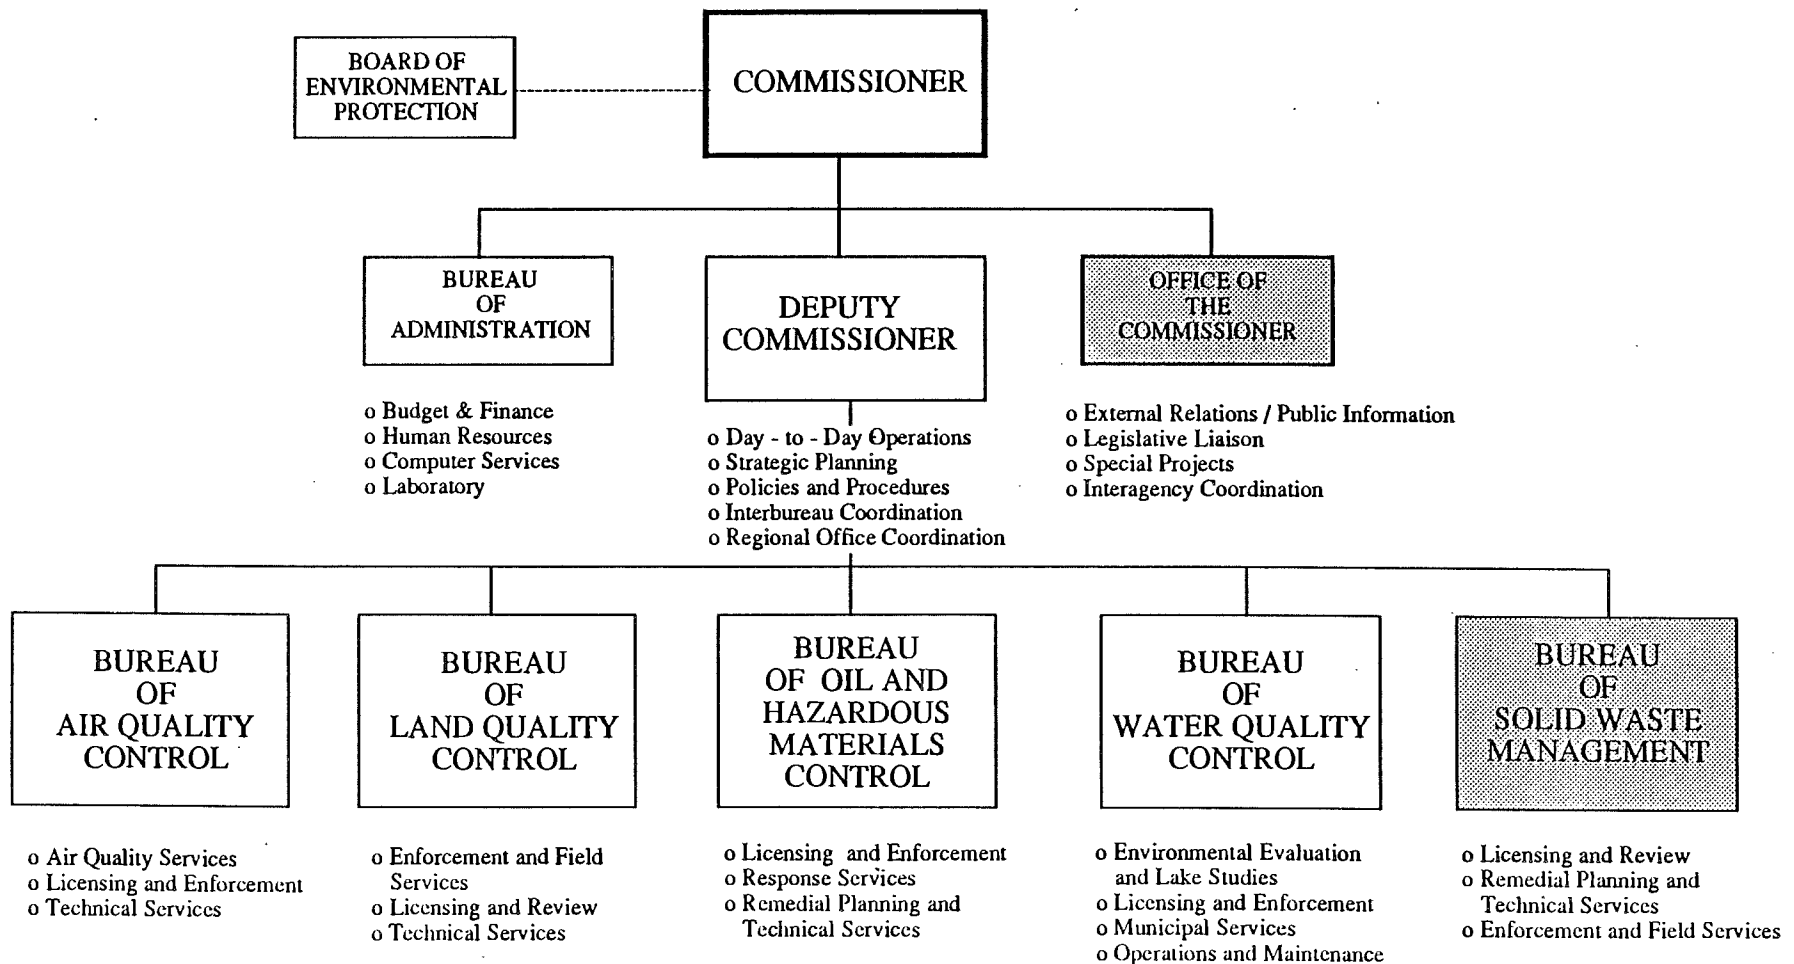 BOARD OF
ENVIRONMENTAL
PROTECTION
COMMISSIONER
BUREAU
OF
ADMINISTRATION
o Budget & Finance
o Human Resources
o Computer Services
o Laboratory
DEPUTY
COMMISSIONER
o Day - to - Day Operations
o Strategic Planning
o Policies and Procedures
o Interbureau Coordination
o Regional Office Coordination
OFFICE OF
THE
COMMISSIONER
o External Relations / Public Information
o Legislative Liaison
o Special Projects
o Interagency Coordination
BUREAU
OF
AIR QUALITY
CONTROL
o Air Quality Services
o Licensing and Enforcement
o Technical Services
BUREAU
OF
LAND QUALITY
CONTROL
o Enforcement and Field
Services
o Licensing and Review
o Technical Services
BUREAU
OF OIL AND
HAZARDOUS
MATERIALS
CONTROL
o Licensing and Enforcement
o Response Services
o Remedial Planning and
Technical Services
BUREAU
OF
WATER QUALITY
CONTROL
o Environmental Evaluation
and Lake Studies
o Licensing and Enforcement
o Municipal Services
o Operations and Maintenance
BUREAU
OF
SOLID WASTE
MANAGEMENT
o Licensing and Review
o Remedial Planning and
Technical Services
o Enforcement and Field Services